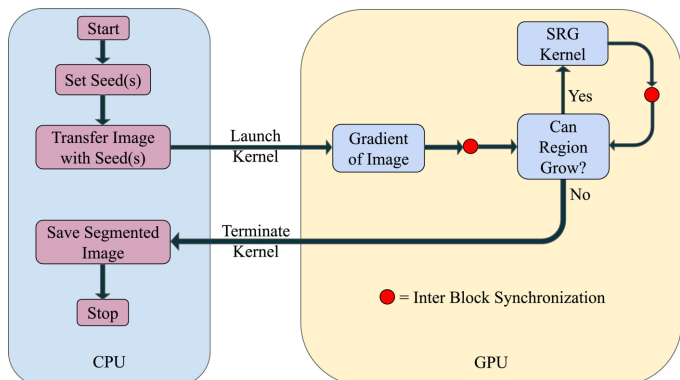 Start
Set Seed(s)
Transfer Image
with Seed(s)
Launch
Kernel
Gradient
of Image
SRG
Kernel
Yes
Can
Region
Grow?
No
Terminate
Kernel
Save Segmented
Image
Stop
= Inter Block Synchronization
CPU
GPU